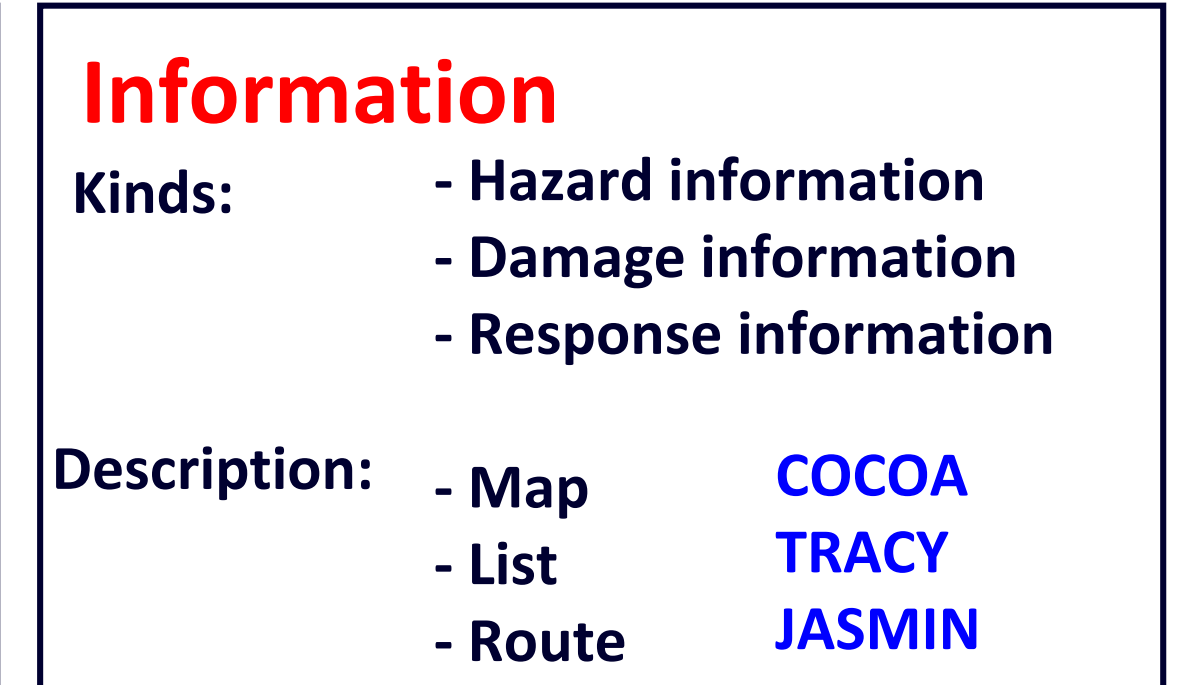 Information
Kinds: - Hazard information
- Damage information
- Response information
Description: - Map COCOA
- List TRACY
- Route JASMIN